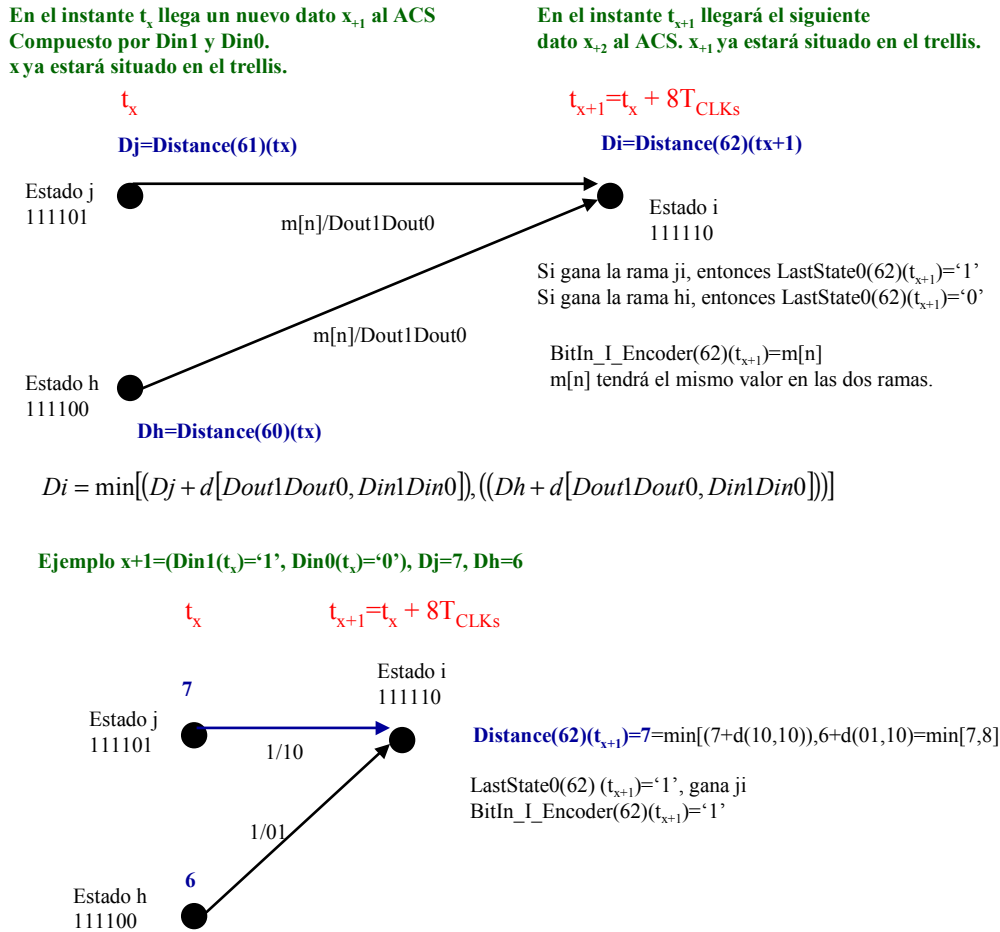 En el instante tx llega un nuevo dato x+1 al ACS
Compuesto por Din1 y Din0.
x ya estará situado en el trellis.
En el instante tx+1 llegará el siguiente
dato x+2 al ACS. x+1 ya estará situado en el trellis.
tx
tx+1=tx + 8TCLKs
Dj=Distance(61)(tx)
Di=Distance(62)(tx+1)
Estado j
111101
m[n]/Dout1Dout0
Estado i
111110
Si gana la rama ji, entonces LastState0(62)(tx+1)=‘1’
Si gana la rama hi, entonces LastState0(62)(tx+1)=‘0’
m[n]/Dout1Dout0
BitIn_I_Encoder(62)(tx+1)=m[n]
m[n] tendrá el mismo valor en las dos ramas.
Estado h
111100
Dh=Distance(60)(tx)
Di = min[(Dj + d[Dout1Dout0, Din1Din0]), ((Dh + d[Dout1Dout0, Din1Din0]))]
Ejemplo x+1=(Din1(tx)=‘1’, Din0(tx)=‘0’), Dj=7, Dh=6
tx
tx+1=tx + 8TCLKs
Estado i
111110
7
Estado j
111101
1/10
Distance(62)(tx+1)=7=min[(7+d(10,10)),6+d(01,10)=min[7,8]
LastState0(62) (tx+1)=‘1’, gana ji
BitIn_I_Encoder(62)(tx+1)=‘1’
1/01
6
Estado h
111100